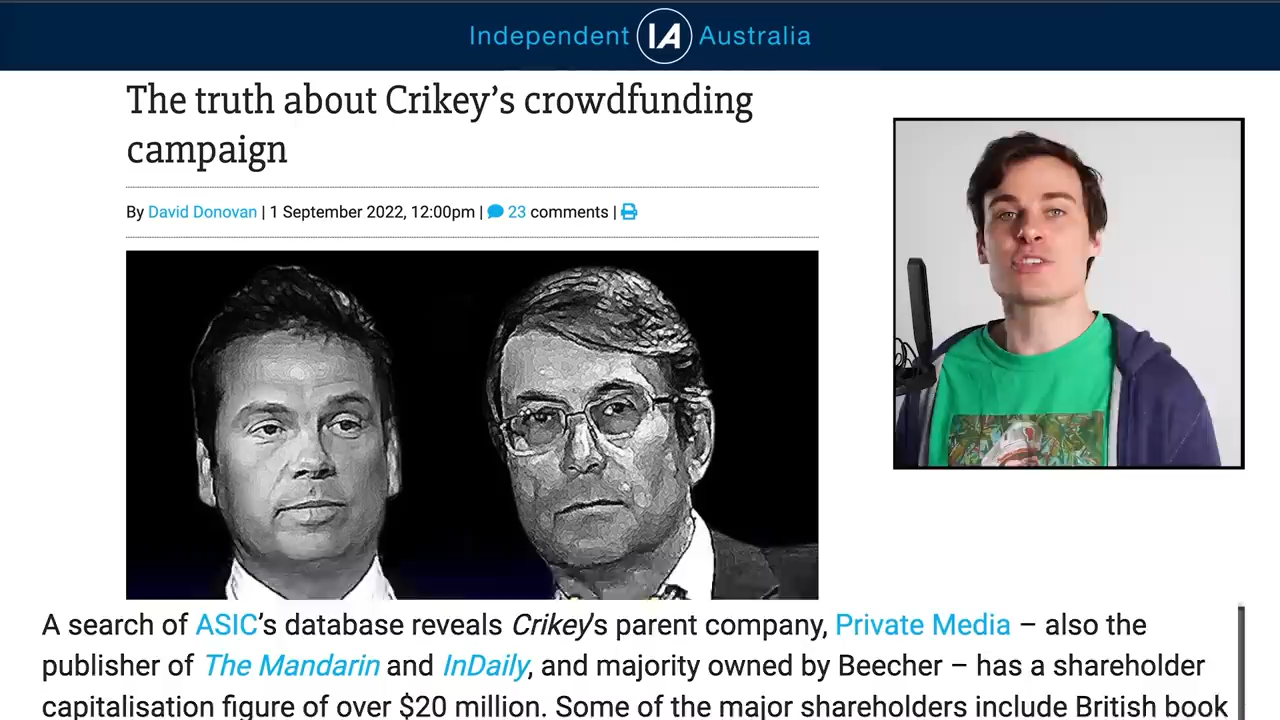 Independent IA Australia
The truth about Crikey’s crowdfunding
campaign
By David Donovan | 1 September 2022, 12:00pm | 23 comments |
A search of ASIC’s database reveals Crikey’s parent company, Private Media – also the
publisher of The Mandarin and InDaily, and majority owned by Beecher – has a shareholder
capitalisation figure of over $20 million. Some of the major shareholders include British book